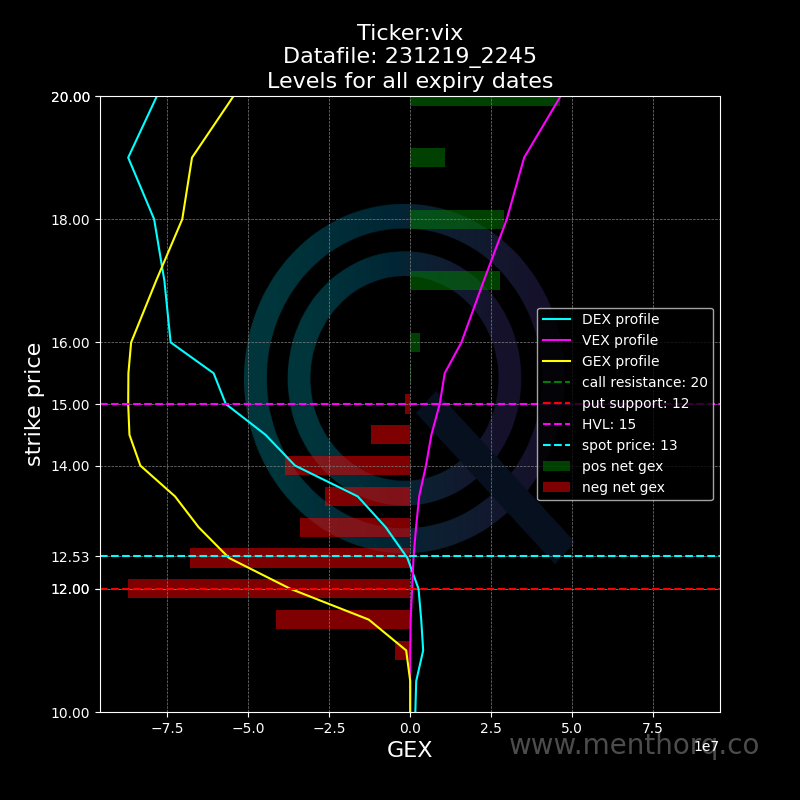 Ticker:vix
Datafile: 231219_2245
Levels for all expiry dates
20.00
18.00
16.00
15.00
14.00
12.53
12.00
10.00
strike price
DEX profile
VEX profile
GEX profile
call resistance: 20
put support: 12
HVL: 15
spot price: 13
pos net gex
neg net gex
−7.5 −5.0 −2.5 0.0 2.5 5.0 7.5
1e7
GEX
www.menthorq.co